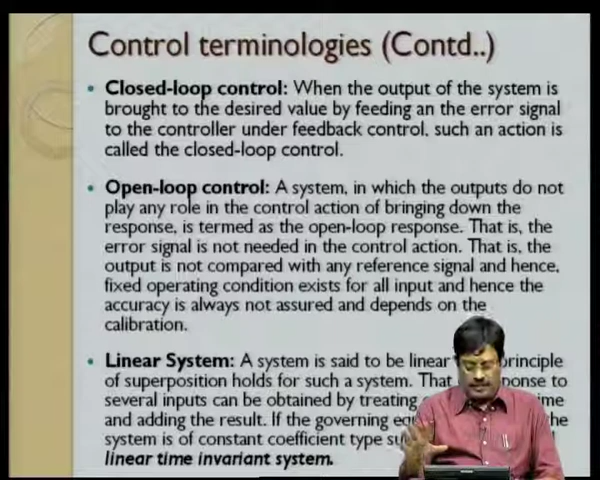 Control terminologies (Contd..)
Closed-loop control: When the output of the system is
brought to the desired value by feeding an the error signal
to the controller under feedback control, such an action is
called the closed-loop control.
Open-loop control: A system, in which the outputs do not
play any role in the control action of bringing down the
response, is termed as the open-loop response. That is, the
error signal is not needed in the control action. That is, the
output is not compared with any reference signal and hence,
fixed operating condition exists for all input and hence the
accuracy is always not assured and depends on the
calibration.
Linear System: A system is said to be linear principle
of superposition holds for such a system. That to
several inputs can be obtained by treating
and adding the result. If the governing
system is of constant coefficient type
linear time invariant system.